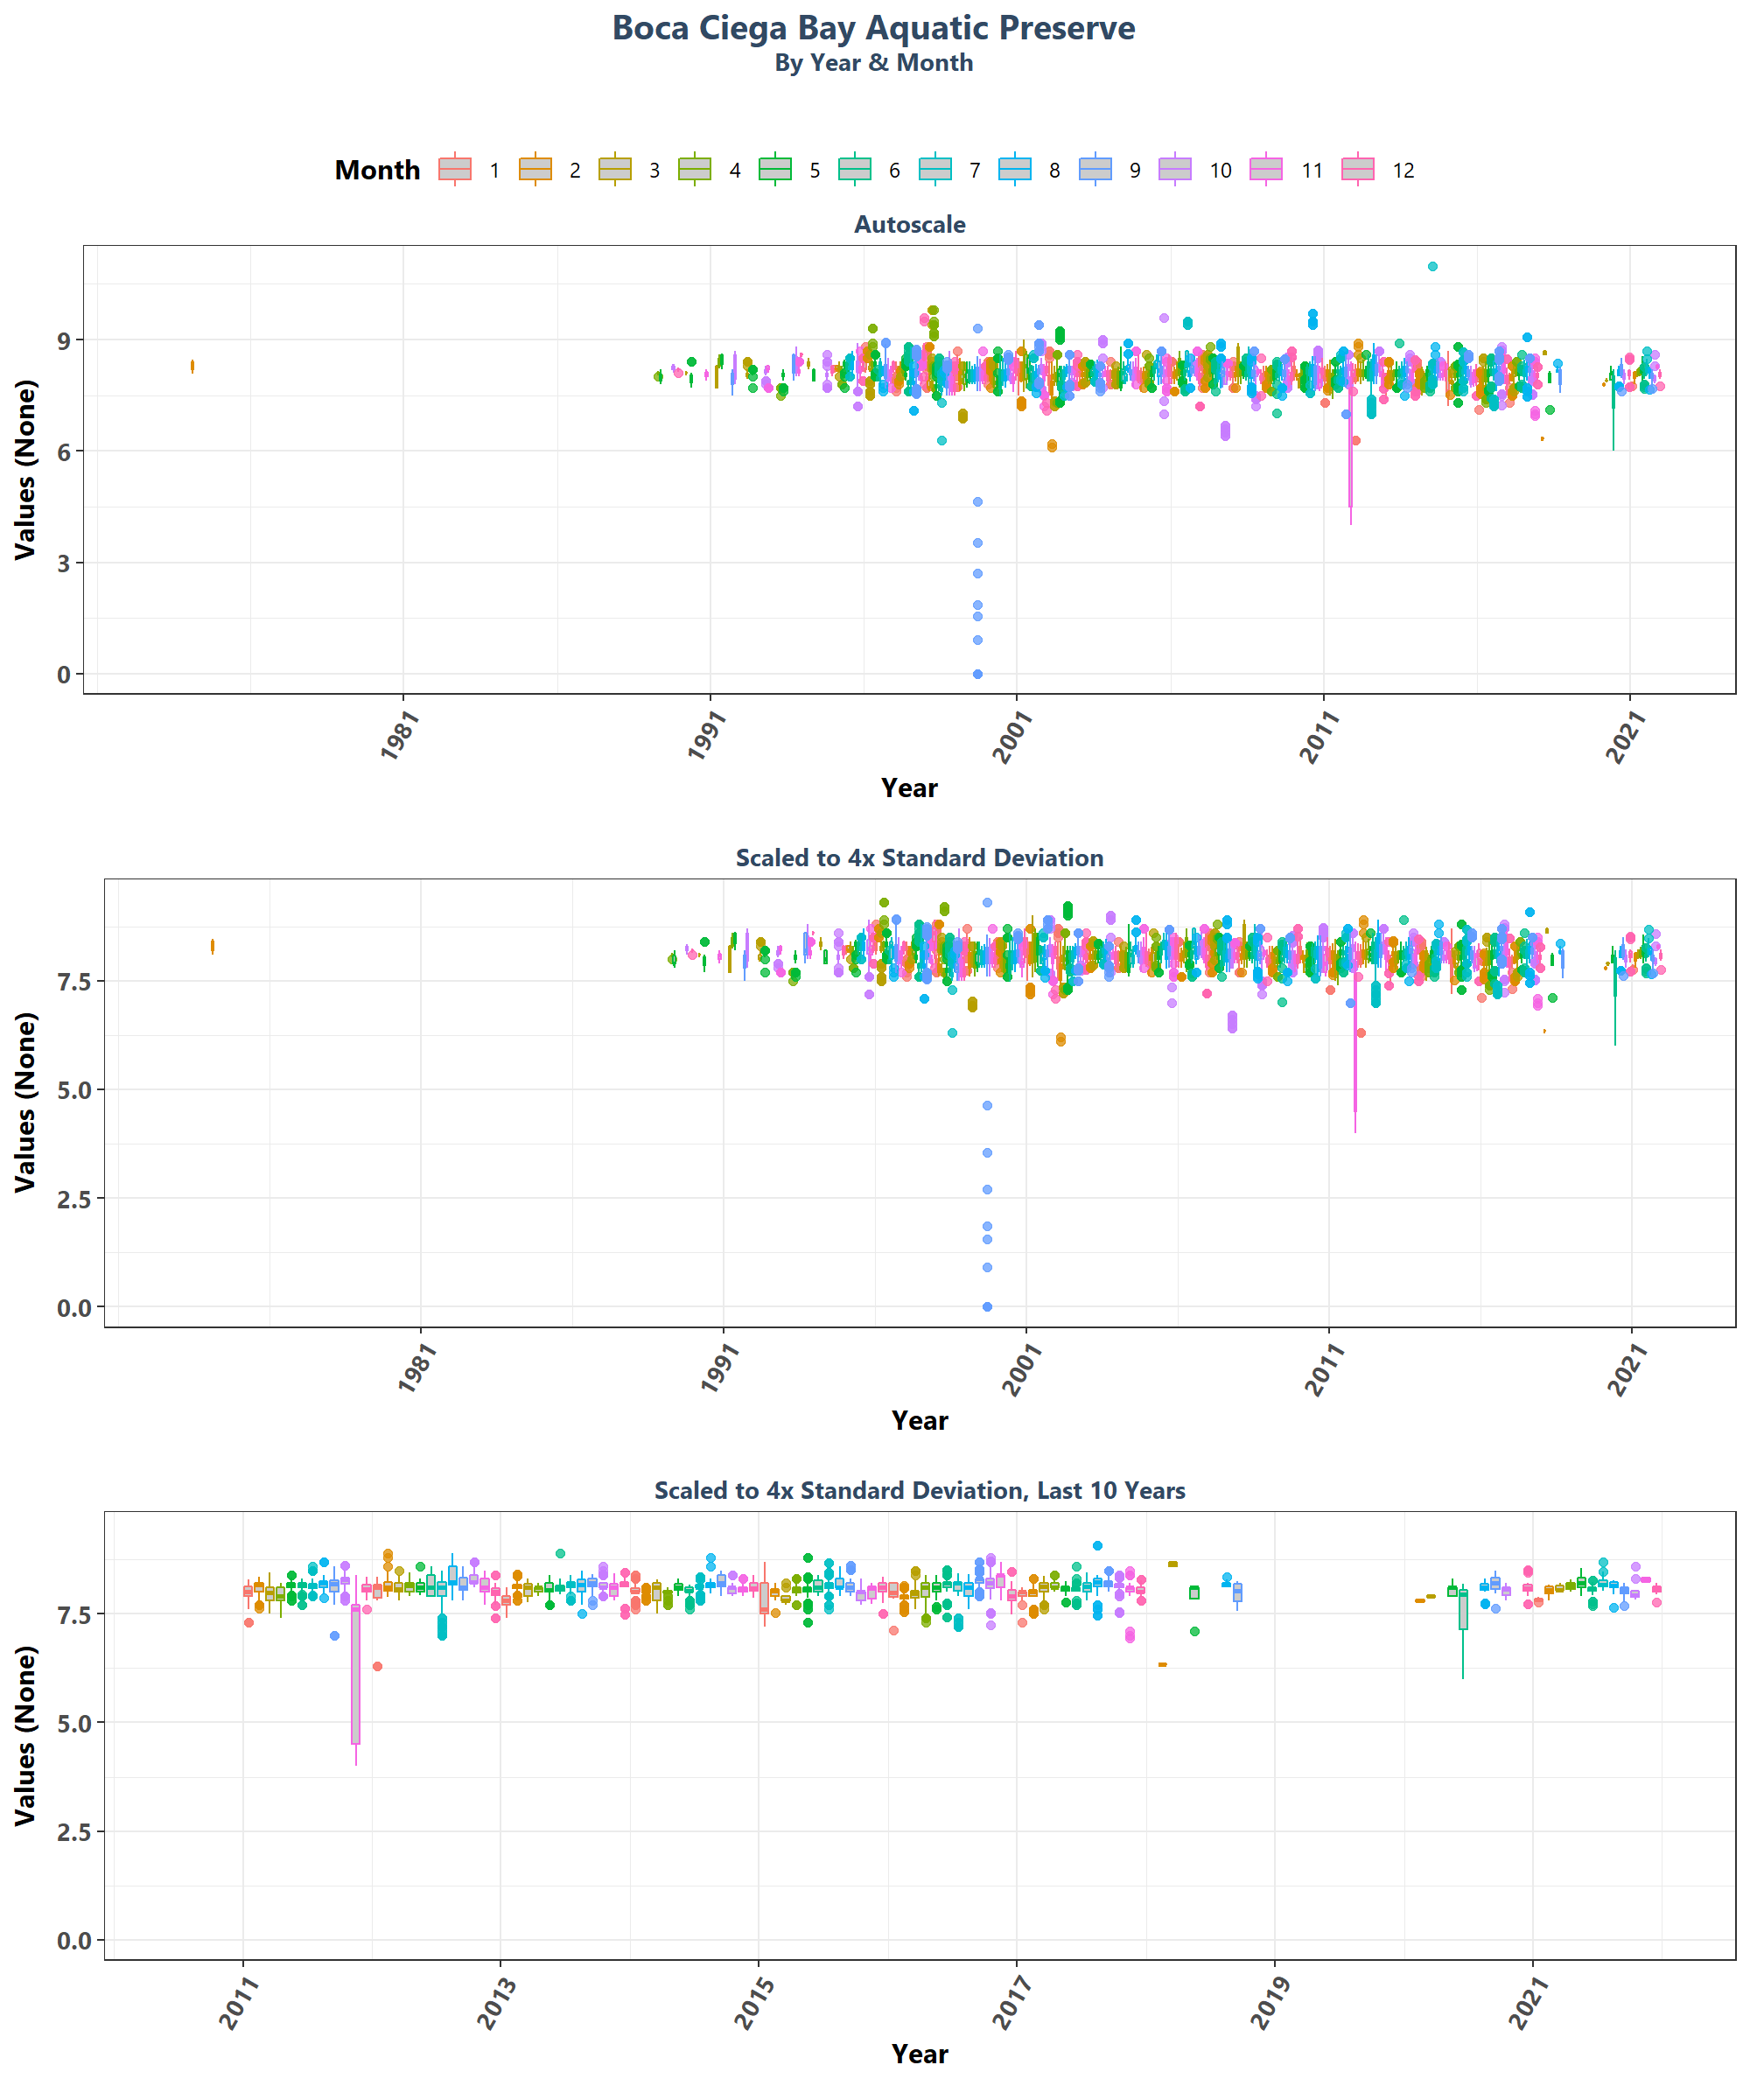 Boca Ciega Bay Aquatic Preserve
By Year & Month
Month 1 2 3 4 5 6 7 8 9 10 11 12
Autoscale
Values (None)
9
6
3
0
1981 1991 2001 2011 2021
Year
Scaled to 4x Standard Deviation
Values (None)
7.5
5.0
2.5
0.0
1981 1991 2001 2011 2021
Year
Scaled to 4x Standard Deviation, Last 10 Years
Values (None)
7.5
5.0
2.5
0.0
2011 2013 2015 2017 2019 2021
Year